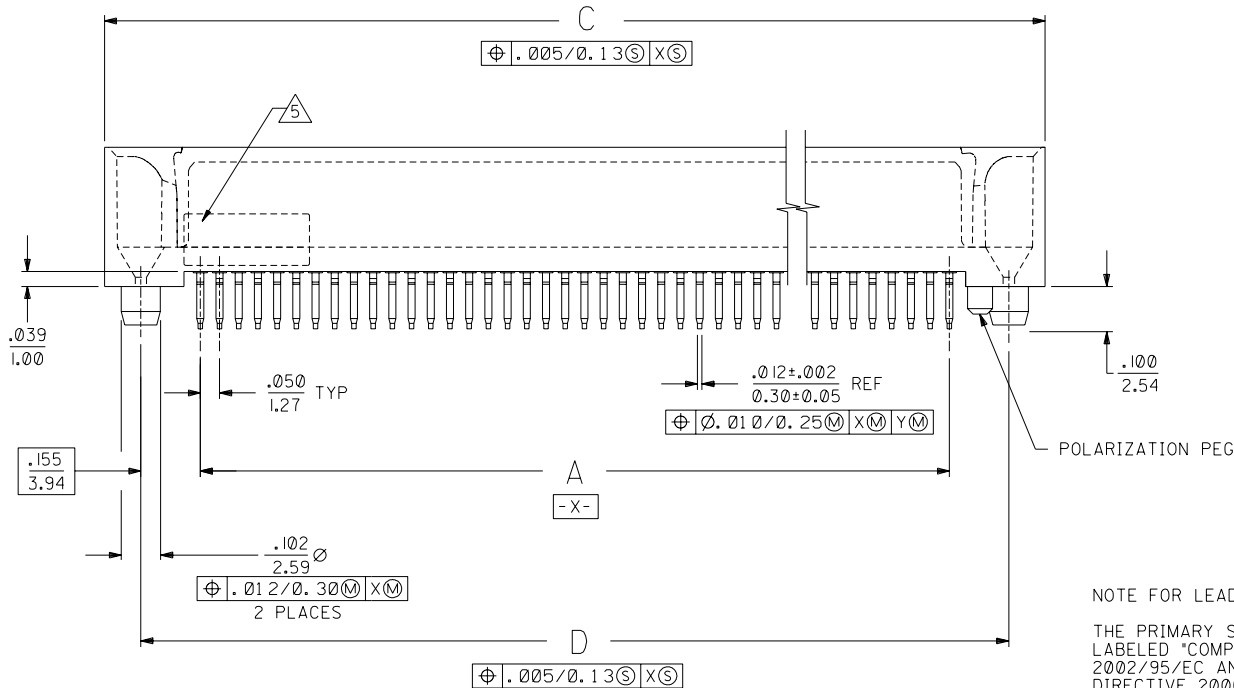 C
⌖ .005/0.13Ⓢ XⓈ
5
.039
1.00
.050 TYP
1.27
.012±.002 REF
0.30±0.05
⌖ Ø.010/0.25Ⓜ XⓂ YⓂ
.100
2.54
POLARIZATION PEG
.155
3.94
A
-X-
.102 Ø
2.59
⌖ .012/0.30Ⓜ XⓂ
2 PLACES
D
⌖ .005/0.13Ⓢ XⓈ
NOTE FOR LEAD
THE PRIMARY S
LABELED "COMP
2002/95/EC AN